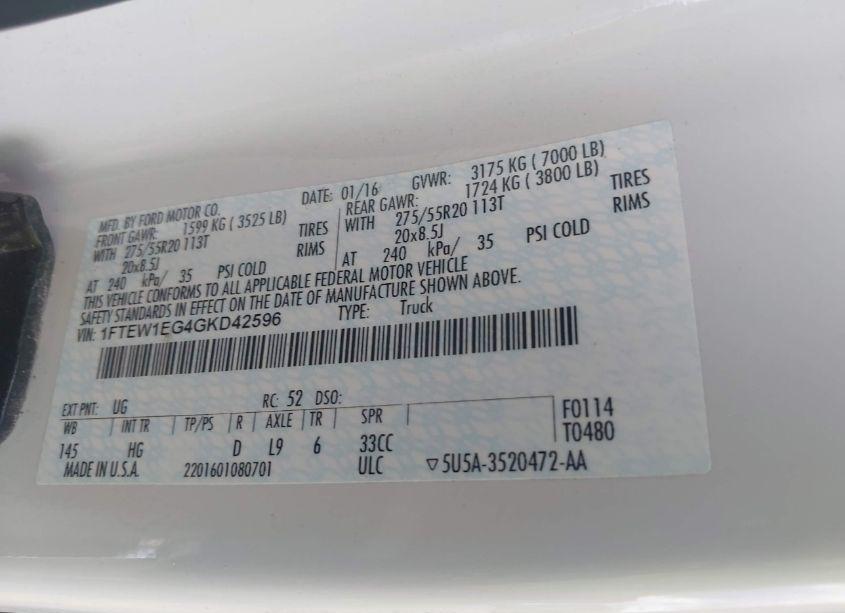 MFD. BY FORD MOTOR CO. DATE: 01/16 GVWR: 3175 KG ( 7000 LB)
FRONT GAWR: 1599 KG ( 3525 LB) REAR GAWR: 1724 KG ( 3800 LB)
WITH 275/55R20 113T TIRES WITH 275/55R20 113T TIRES
20x8.5J RIMS 20x8.5J RIMS
AT 240 kPa/ 35 PSI COLD AT 240 kPa/ 35 PSI COLD
THIS VEHICLE CONFORMS TO ALL APPLICABLE FEDERAL MOTOR VEHICLE
SAFETY STANDARDS IN EFFECT ON THE DATE OF MANUFACTURE SHOWN ABOVE.
VIN: 1FTEW1EG4GKD42596 TYPE: Truck
EXT PNT: UG RC: 52 DSO: F0114
WB INT TR TP/PS R AXLE TR SPR T0480
145 HG D L9 6 33CC
MADE IN U.S.A. 2201601080701 ULC ▽5U5A-3520472-AA